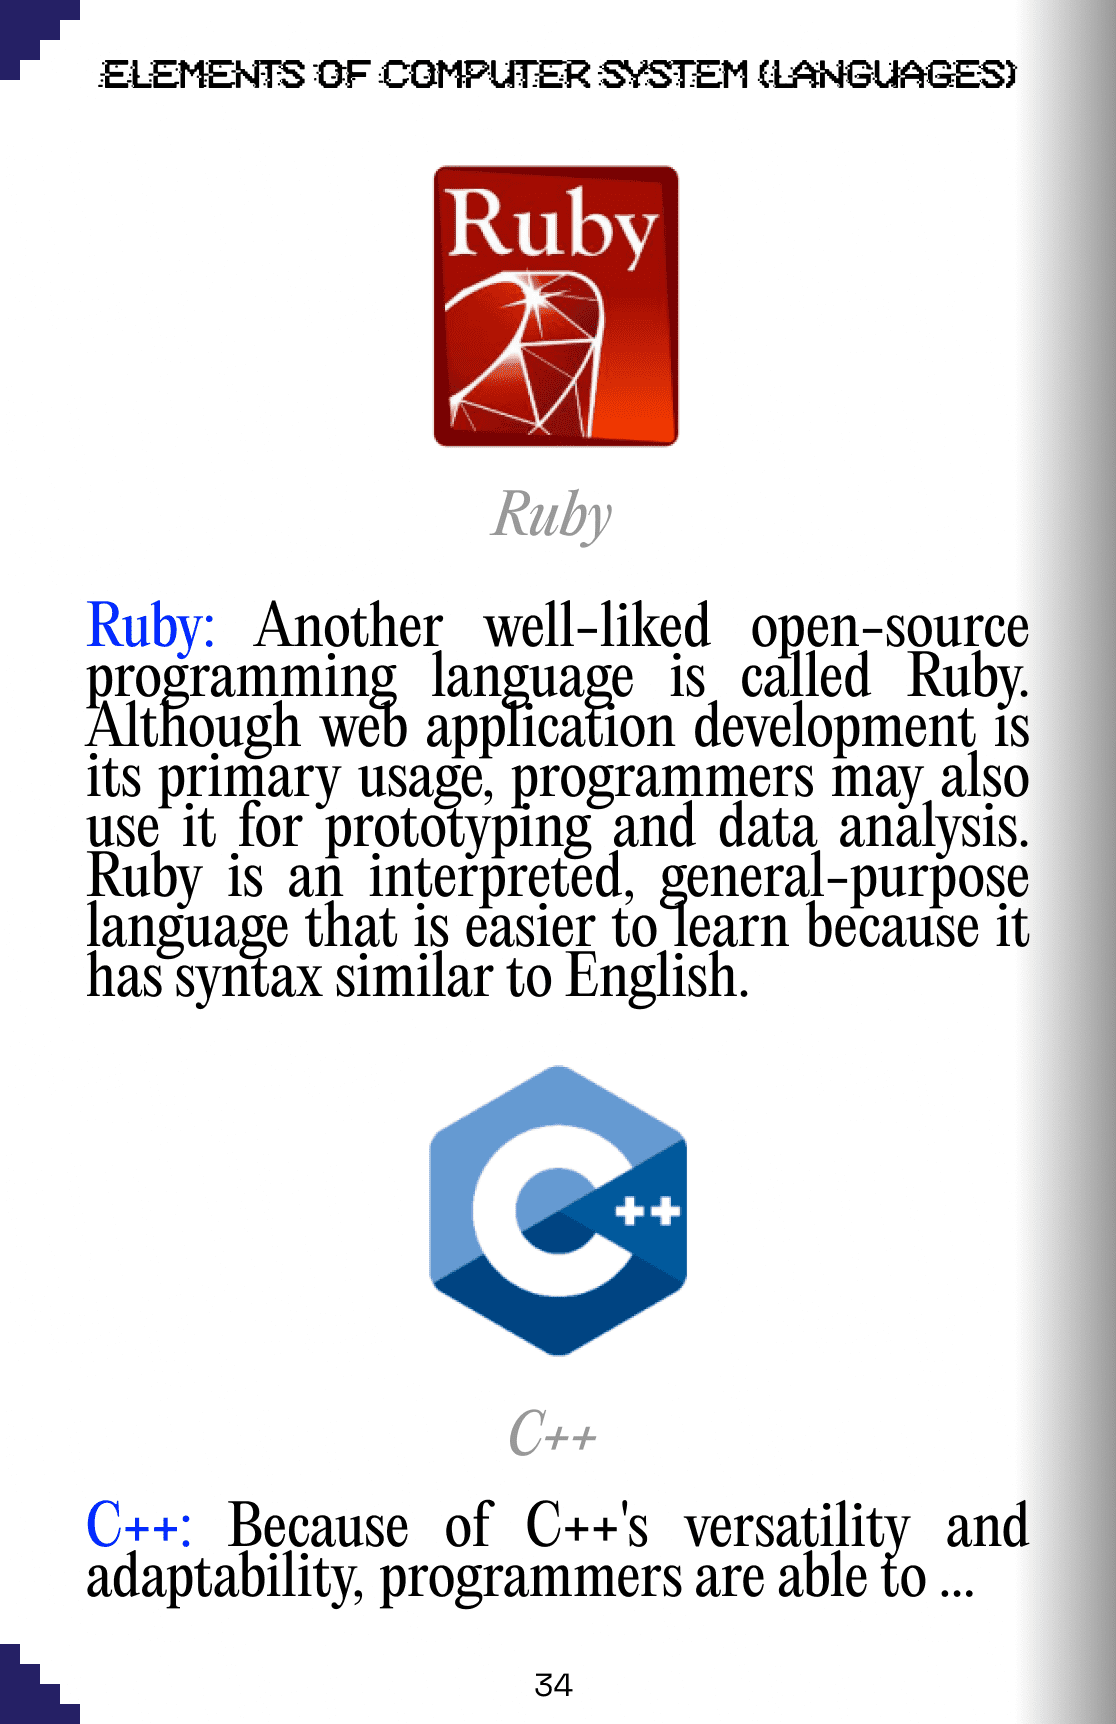 ELEMENTS OF COMPUTER SYSTEM (LANGUAGES)
Ruby
Ruby
Ruby: Another well-liked open-source
programming language is called Ruby.
Although web application development is
its primary usage, programmers may also
use it for prototyping and data analysis.
Ruby is an interpreted, general-purpose
language that is easier to learn because it
has syntax similar to English.
C++
C++
C++: Because of C++'s versatility and
adaptability, programmers are able to ...
34